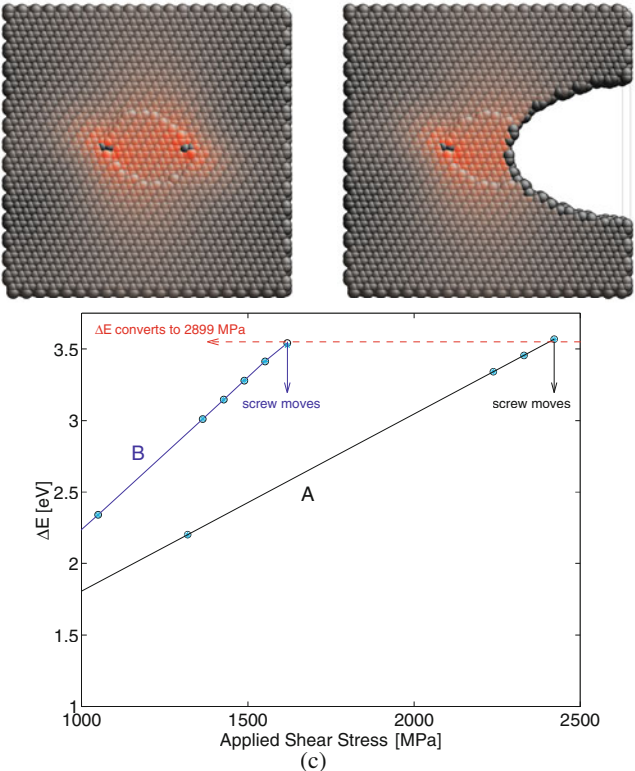 ΔE converts to 2899 MPa
3.5
screw moves
screw moves
3
B
2.5
A
ΔE [eV]
2
1.5
1
1000
1500
2000
2500
Applied Shear Stress [MPa]
(c)